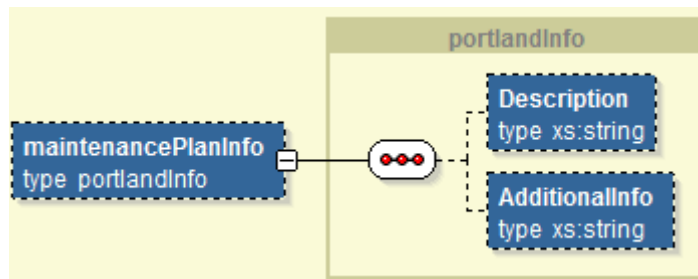 portlandInfo
maintenancePlanInfo
type portlandInfo
Description
type xs:string
AdditionalInfo
type xs:string